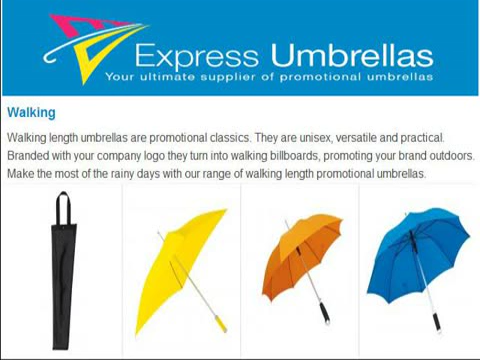 Express Umbrellas
Your ultimate supplier of promotional umbrellas
Walking
Walking length umbrellas are promotional classics. They are unisex, versatile and practical.
Branded with your company logo they turn into walking billboards, promoting your brand outdoors.
Make the most of the rainy days with our range of walking length promotional umbrellas.